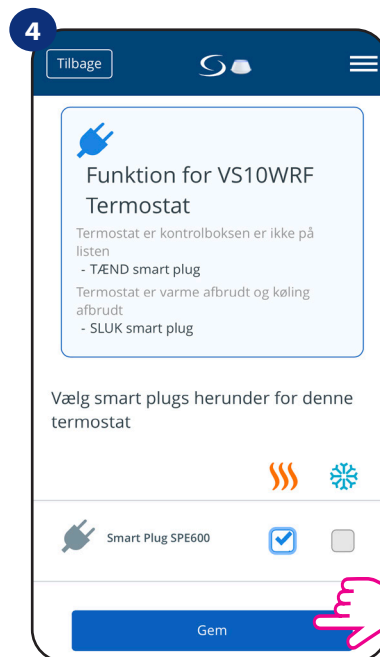 4
Tilbage
Funktion for VS10WRF
Termostat
Termostat er kontrolboksen er ikke på
listen
- TÆND smart plug
Termostat er varme afbrudt og køling
afbrudt
- SLUK smart plug
Vælg smart plugs herunder for denne
termostat
Smart Plug SPE600
Gem